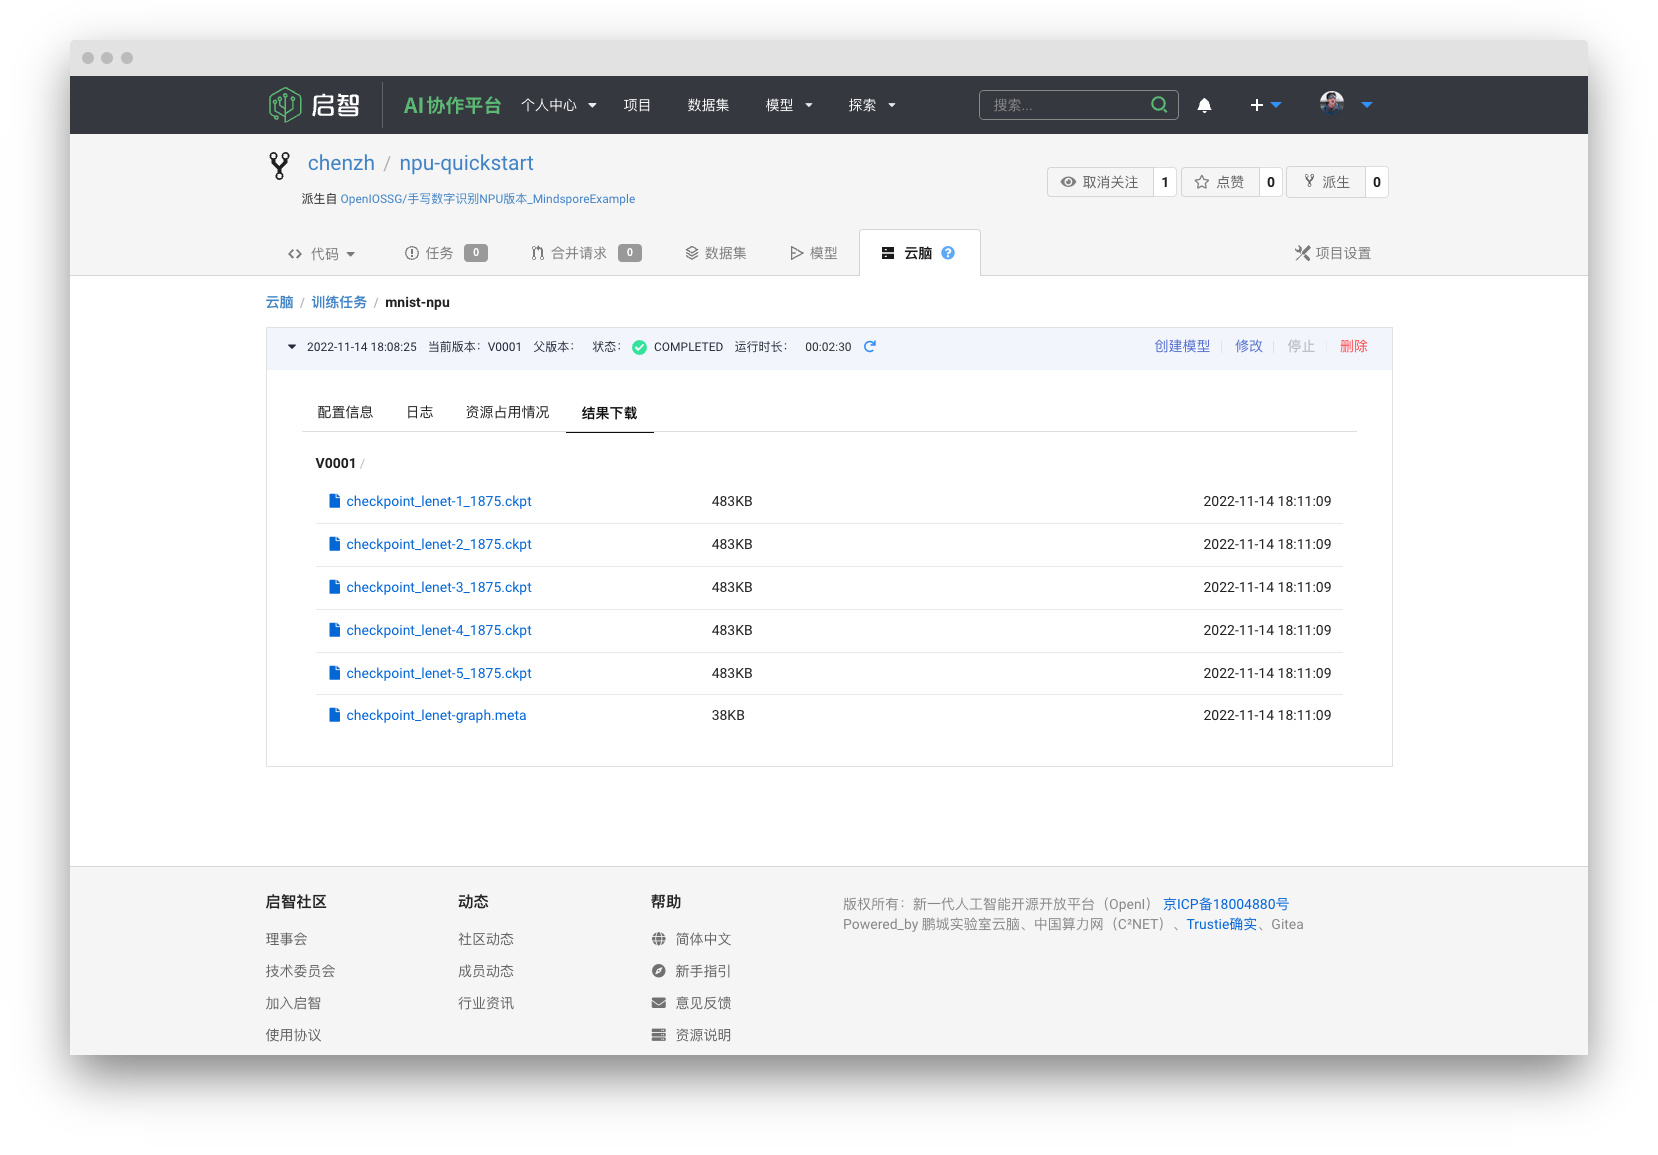 启智 AI协作平台 个人中心 项目 数据集 模型 探索 搜索...
chenzh / npu-quickstart
取消关注 1 点赞 0 派生 0
派生自 OpenIOSSG/手写数字识别NPU版本_MindsporeExample
代码 任务 0 合并请求 0 数据集 模型 云脑 项目设置
云脑 / 训练任务 / mnist-npu
2022-11-14 18:08:25 当前版本： V0001 父版本： 状态： COMPLETED 运行时长： 00:02:30 创建模型 修改 停止 删除
配置信息 日志 资源占用情况 结果下载
V0001 /
checkpoint_lenet-1_1875.ckpt 483KB 2022-11-14 18:11:09
checkpoint_lenet-2_1875.ckpt 483KB 2022-11-14 18:11:09
checkpoint_lenet-3_1875.ckpt 483KB 2022-11-14 18:11:09
checkpoint_lenet-4_1875.ckpt 483KB 2022-11-14 18:11:09
checkpoint_lenet-5_1875.ckpt 483KB 2022-11-14 18:11:09
checkpoint_lenet-graph.meta 38KB 2022-11-14 18:11:09
启智社区
理事会
技术委员会
加入启智
使用协议
动态
社区动态
成员动态
行业资讯
帮助
简体中文
新手指引
意见反馈
资源说明
版权所有：新一代人工智能开源开放平台（OpenI） 京ICP备18004880号
Powered_by 鹏城实验室云脑、中国算力网（C²NET）、Trustie确实、Gitea